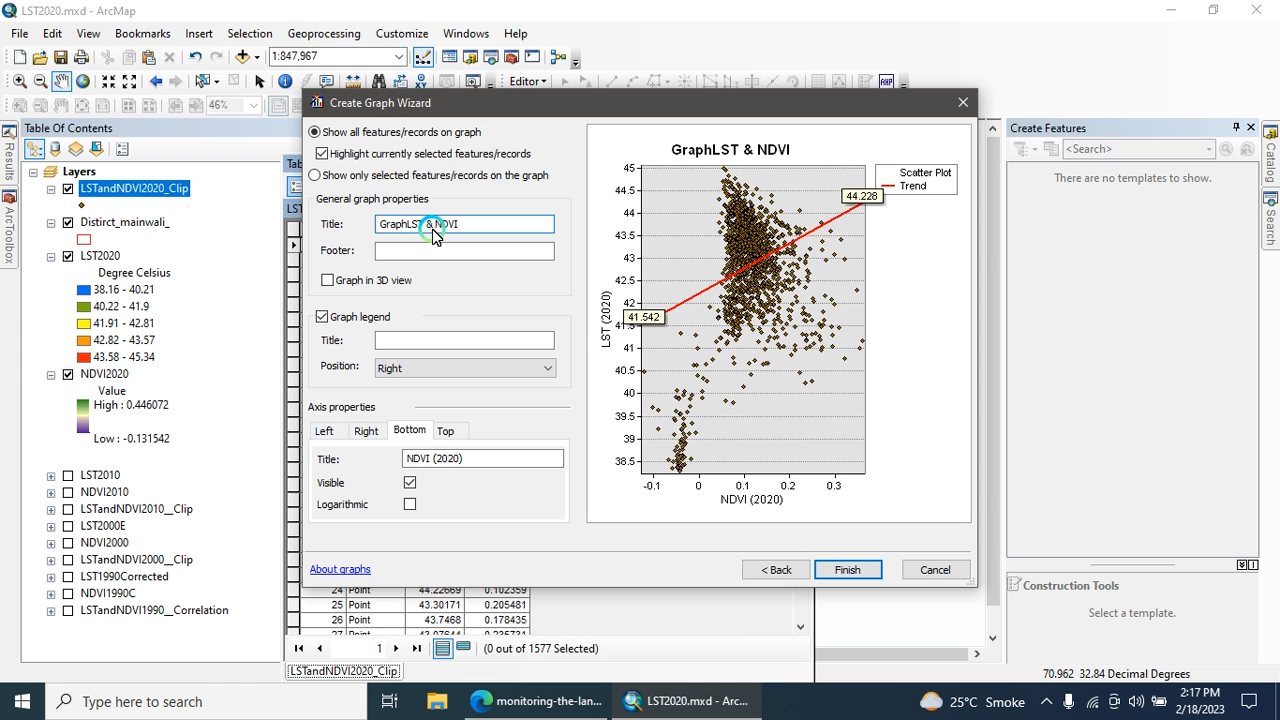 LST2020.mxd - ArcMap
File Edit View Bookmarks Insert Selection Geoprocessing Customize Windows Help
1:847,967
Editor
46%
Table Of Contents
Layers
LSTandNDVI2020_Clip
Distirct_mainwali_
LST2020
Degree Celsius
38.16 - 40.21
40.22 - 41.9
41.91 - 42.81
42.82 - 43.57
43.58 - 45.34
NDVI2020
Value
High : 0.446072
Low : -0.131542
LST2010
NDVI2010
LSTandNDVI2010__Clip
LST2000E
NDVI2000
LSTandNDVI2000__Clip
LST1990Corrected
NDVI1990C
LSTandNDVI1990__Correlation
Results
ArcToolbox
Create Graph Wizard
Show all features/records on graph
Highlight currently selected features/records
Show only selected features/records on the graph
General graph properties
Title: GraphLST & NDVI
Footer:
Graph in 3D view
Graph legend
Title:
Position: Right
Axis properties
Left Right Bottom Top
Title: NDVI (2020)
Visible
Logarithmic
About graphs
< Back Finish Cancel
GraphLST & NDVI
Scatter Plot
Trend
44.228
41.542
45
44.5
44
43.5
43
42.5
42
41.5
41
40.5
40
39.5
39
38.5
LST (2020)
-0.1 0 0.1 0.2 0.3
NDVI (2020)
25 Point 43.30171 0.205481
26 Point 43.7468 0.178435
1
(0 out of 1577 Selected)
LSTandNDVI2020_Clip
Create Features
<Search>
There are no templates to show.
Construction Tools
Select a template.
Catalog
Search
70.962 32.84 Decimal Degrees
Type here to search
monitoring-the-lan...
LST2020.mxd - Arc...
25°C Smoke
2:17 PM
2/18/2023